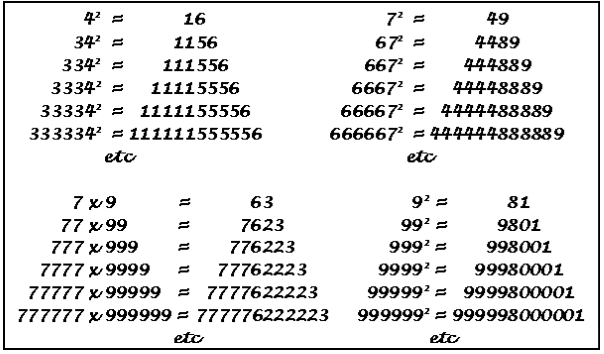 4² = 16
34² = 1156
334² = 111556
3334² = 11115556
33334² = 1111155556
333334² = 111111555556
etc
7² = 49
67² = 4489
667² = 444889
6667² = 44448889
66667² = 4444488889
666667² = 444444888889
etc
7 x 9 = 63
77 x 99 = 7623
777 x 999 = 776223
7777 x 9999 = 77762223
77777 x 99999 = 7777622223
777777 x 999999 = 777776222223
etc
9² = 81
99² = 9801
999² = 998001
9999² = 99980001
99999² = 9999800001
999999² = 999998000001
etc